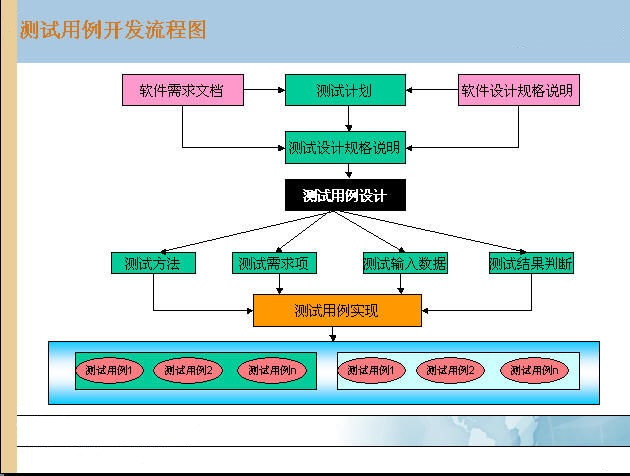 测试用例开发流程图
软件需求文档
测试计划
软件设计规格说明
测试设计规格说明
测试用例设计
测试方法
测试需求项
测试输入数据
测试结果判断
测试用例实现
测试用例1
测试用例2
测试用例n
测试用例1
测试用例2
测试用例n